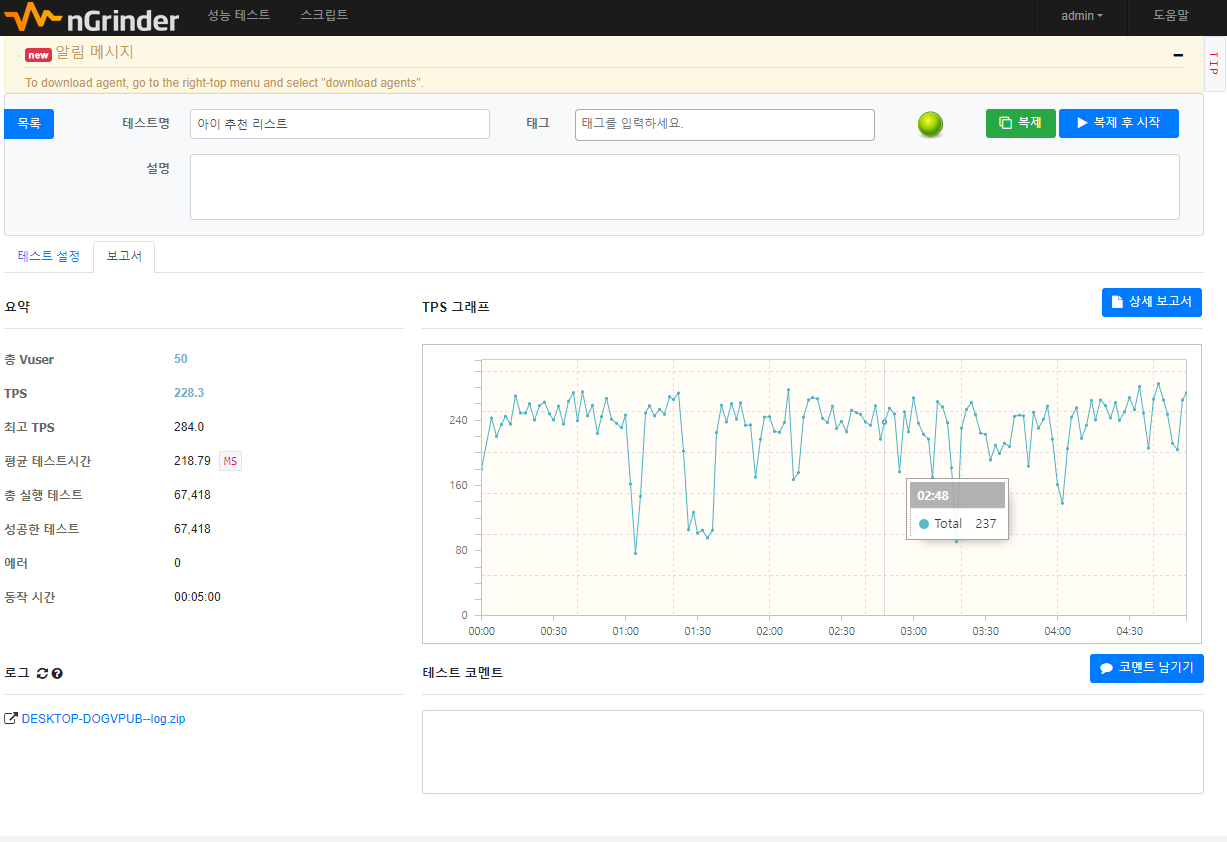 nGrinder 성능 테스트 스크립트 admin 도움말
new 알림 메시지
To download agent, go to the right-top menu and select "download agents".
TIP
목록 테스트명 아이 추천 리스트 태그 태그를 입력하세요. 복제 복제 후 시작
설명
테스트 설정 보고서
요약
총 Vuser 50
TPS 228.3
최고 TPS 284.0
평균 테스트시간 218.79 MS
총 실행 테스트 67,418
성공한 테스트 67,418
에러 0
동작 시간 00:05:00
TPS 그래프 상세 보고서
240
160
80
0
02:48
Total 237
00:00 00:30 01:00 01:30 02:00 02:30 03:00 03:30 04:00 04:30
로그
DESKTOP-DOGVPUB--log.zip
테스트 코멘트 코멘트 남기기